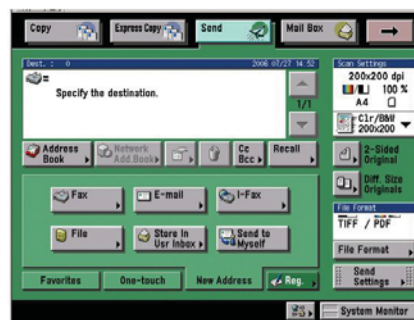 Copy
Express Copy
Send
Mail Box
Dest. : 0
2006 07/27 14:52
Specify the destination.
1/1
Scan Settings
200x200 dpi
100 %
A4
Clr/B&W
200x200
Address
Book
Network
Add.Book
Cc
Bcc
Recall
2-Sided
Original
Diff. Size
Originals
Fax
E-mail
I-Fax
File
Store In
Usr Inbox
Send to
Myself
File Format
TIFF / PDF
File Format
Send
Settings
Favorites
One-touch
New Address
Reg.
System Monitor